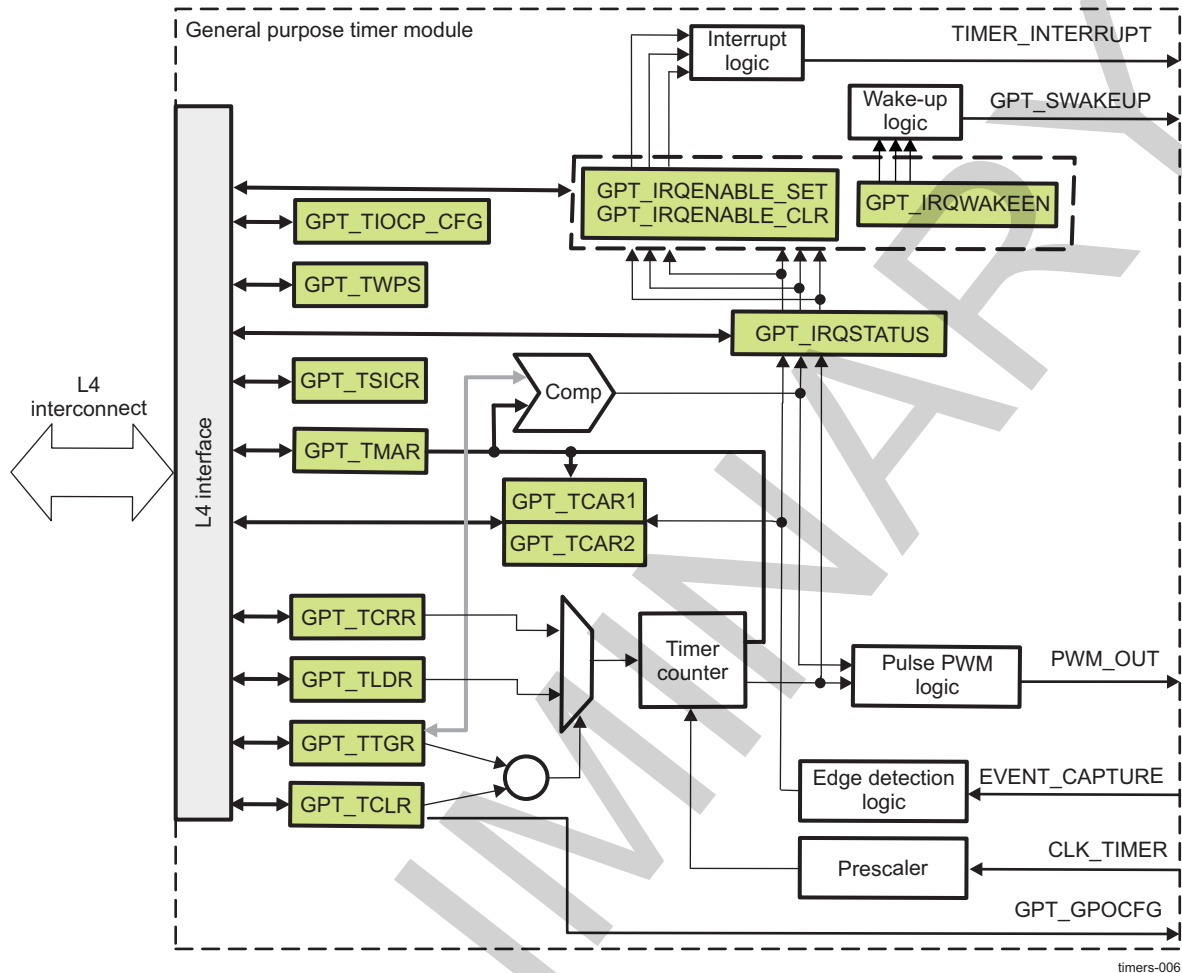 General purpose timer module
Interrupt
logic
TIMER_INTERRUPT
Wake-up
logic
GPT_SWAKEUP
GPT_IRQENABLE_SET
GPT_IRQENABLE_CLR
GPT_IRQWAKEEN
GPT_TIOCP_CFG
GPT_TWPS
GPT_IRQSTATUS
GPT_TSICR
Comp
L4
interconnect
L4 interface
GPT_TMAR
GPT_TCAR1
GPT_TCAR2
GPT_TCRR
Timer
counter
GPT_TLDR
Pulse PWM
logic
PWM_OUT
GPT_TTGR
GPT_TCLR
Edge detection
logic
EVENT_CAPTURE
Prescaler
CLK_TIMER
GPT_GPOCFG
timers-006
IMINARY